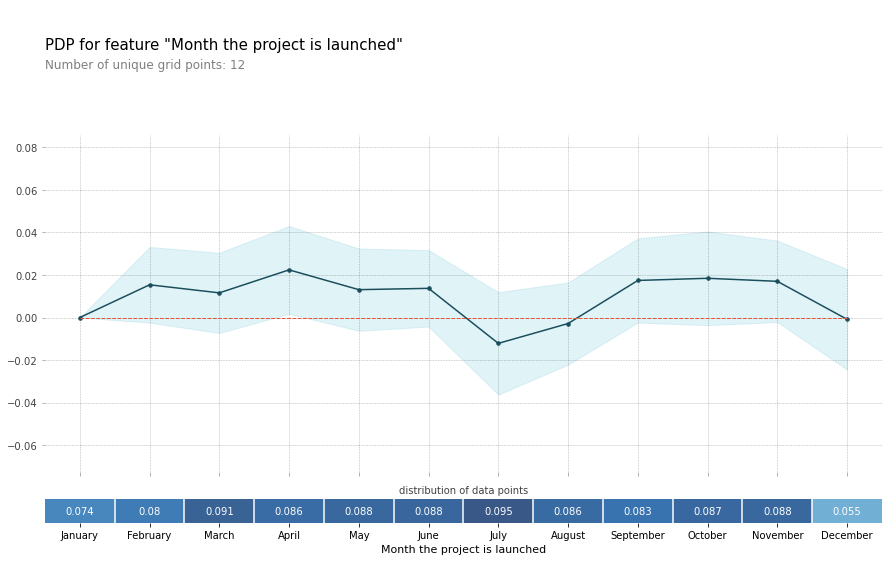 PDP for feature "Month the project is launched"
Number of unique grid points: 12
0.08
0.06
0.04
0.02
0.00
−0.02
−0.04
−0.06
distribution of data points
0.074 0.08 0.091 0.086 0.088 0.088 0.095 0.086 0.083 0.087 0.088 0.055
January February March April May June July August September October November December
Month the project is launched